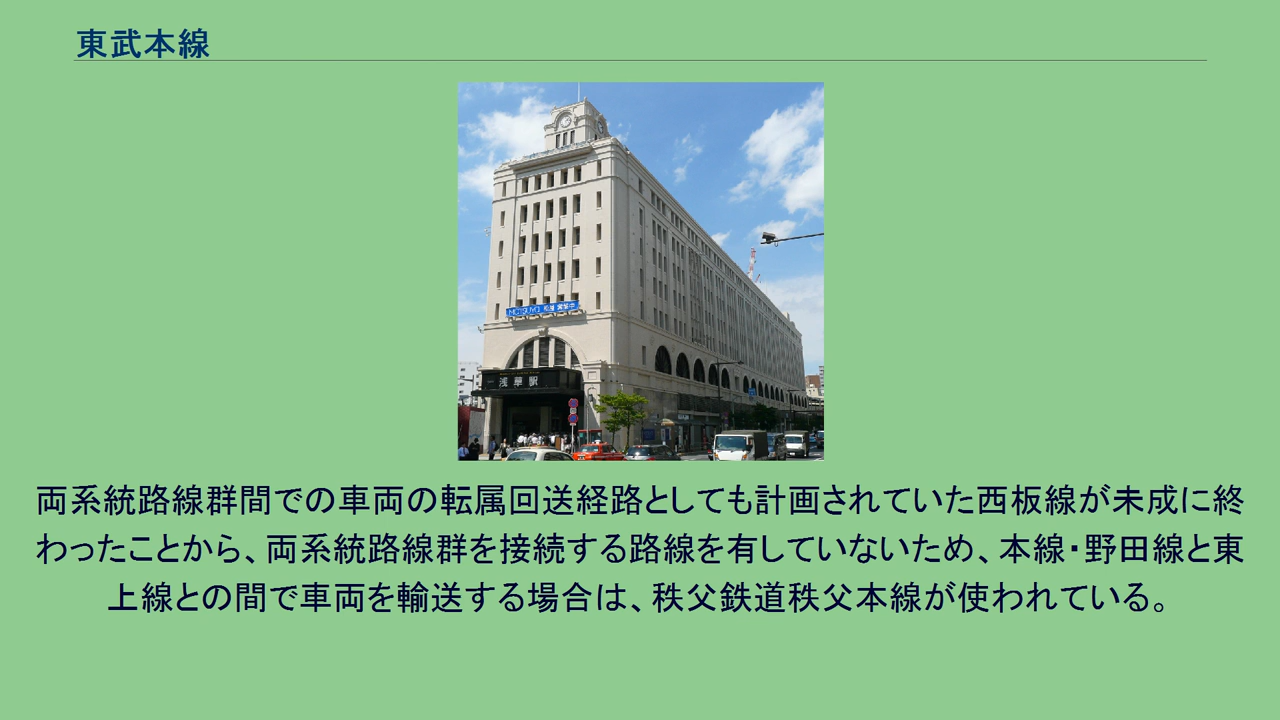 東武本線
浅草駅
両系統路線群間での車両の転属回送経路としても計画されていた西板線が未成に終
わったことから、両系統路線群を接続する路線を有していないため、本線・野田線と東
上線との間で車両を輸送する場合は、秩父鉄道秩父本線が使われている。